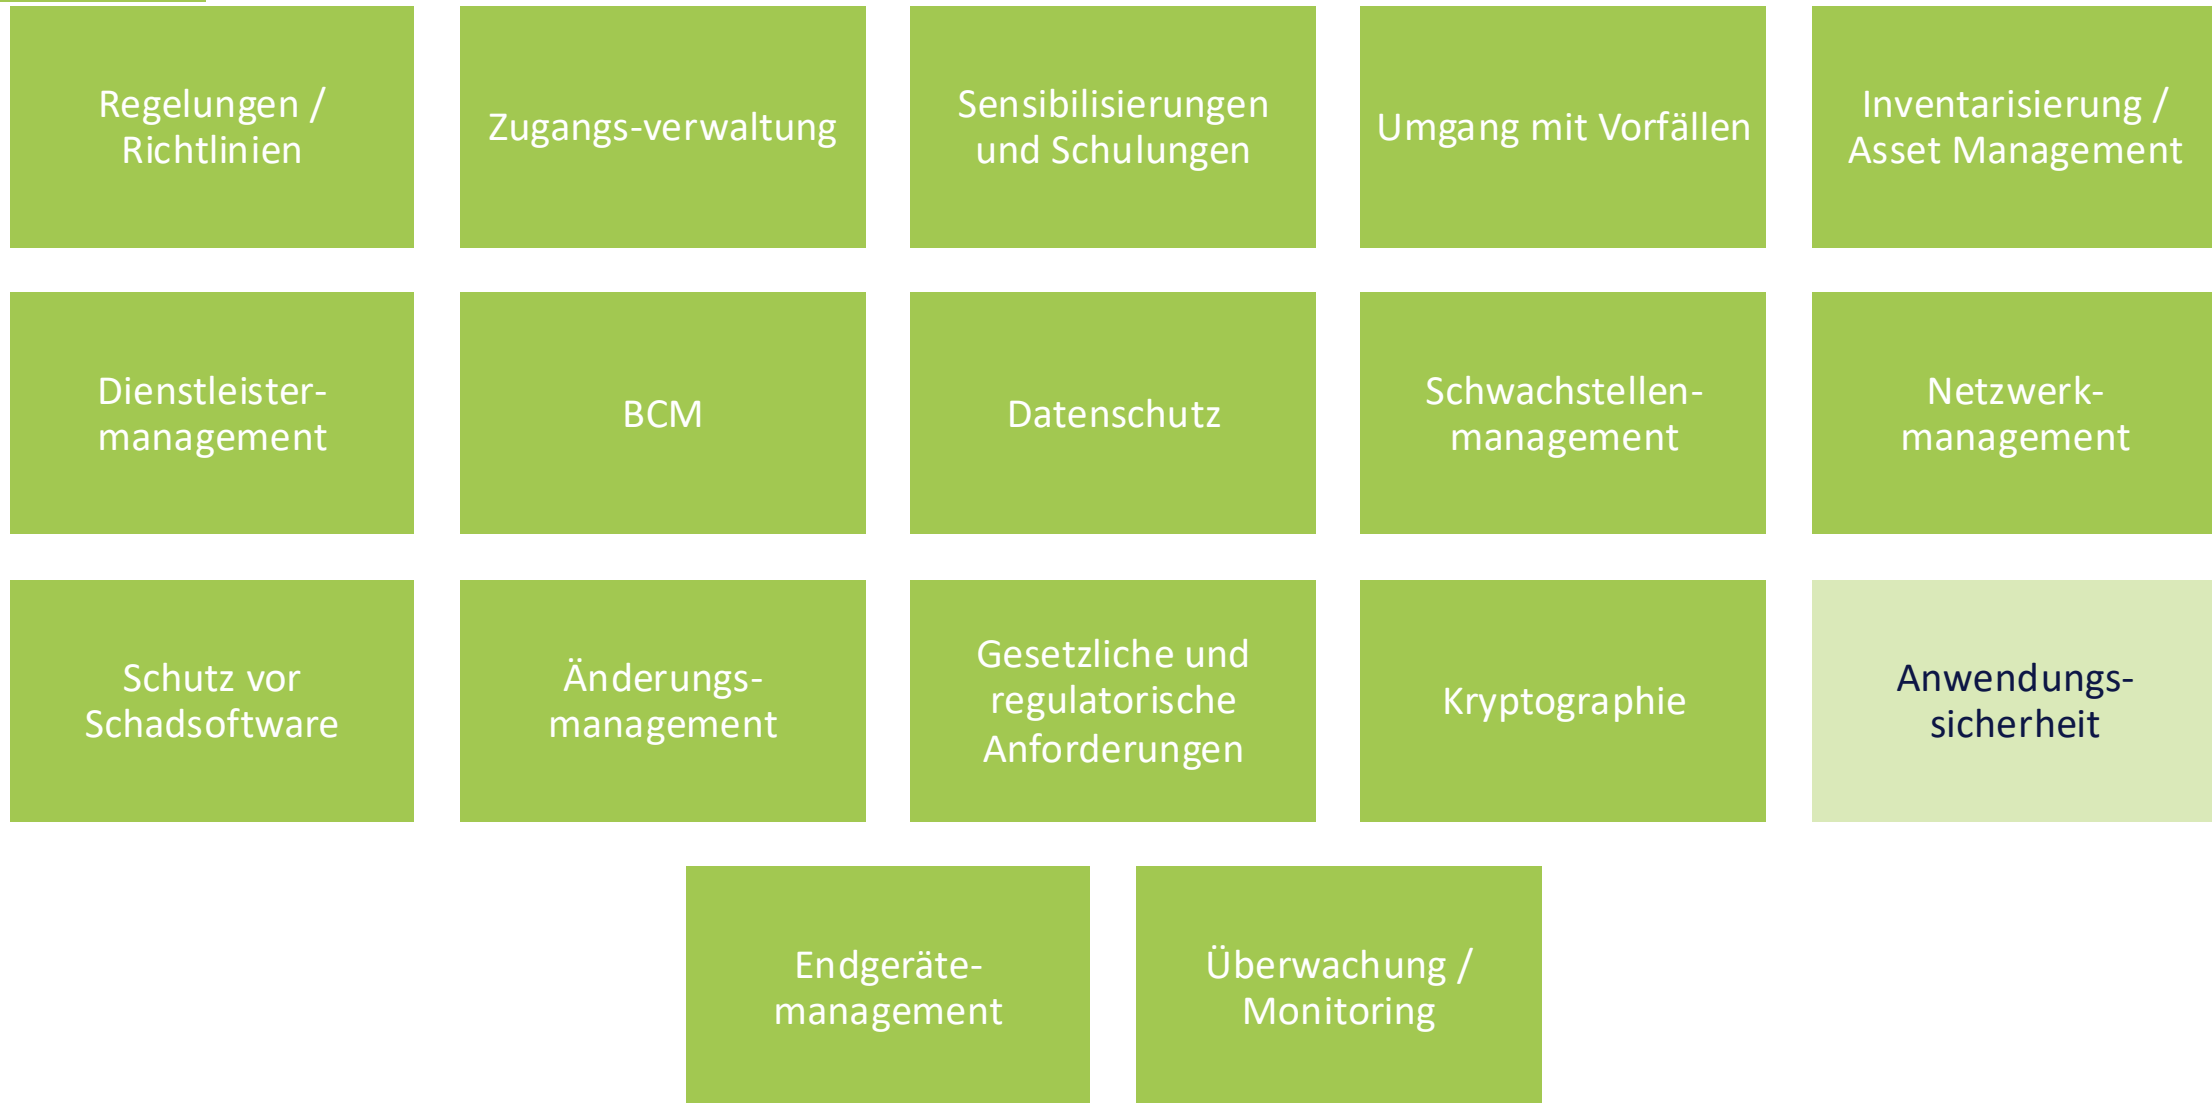 Regelungen /
Richtlinien
Zugangs-verwaltung
Sensibilisierungen
und Schulungen
Umgang mit Vorfällen
Inventarisierung /
Asset Management
Dienstleister-
management
BCM
Datenschutz
Schwachstellen-
management
Netzwerk-
management
Schutz vor
Schadsoftware
Änderungs-
management
Gesetzliche und
regulatorische
Anforderungen
Kryptographie
Anwendungs-
sicherheit
Endgeräte-
management
Überwachung /
Monitoring